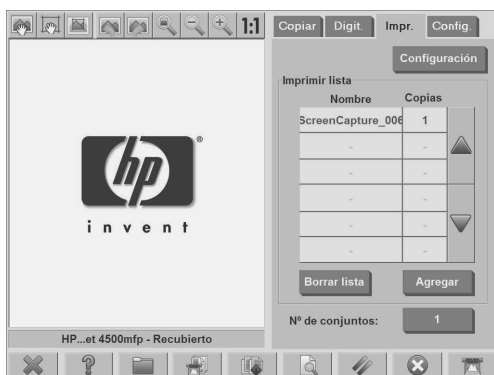 1:1
Copiar Digit. Impr. Config.
Configuración
Imprimir lista
Nombre Copias
ScreenCapture_006 1
- -
- -
- -
- -
- -
hp ®
invent
Borrar lista Agregar
Nº de conjuntos: 1
HP...et 4500mfp - Recubierto